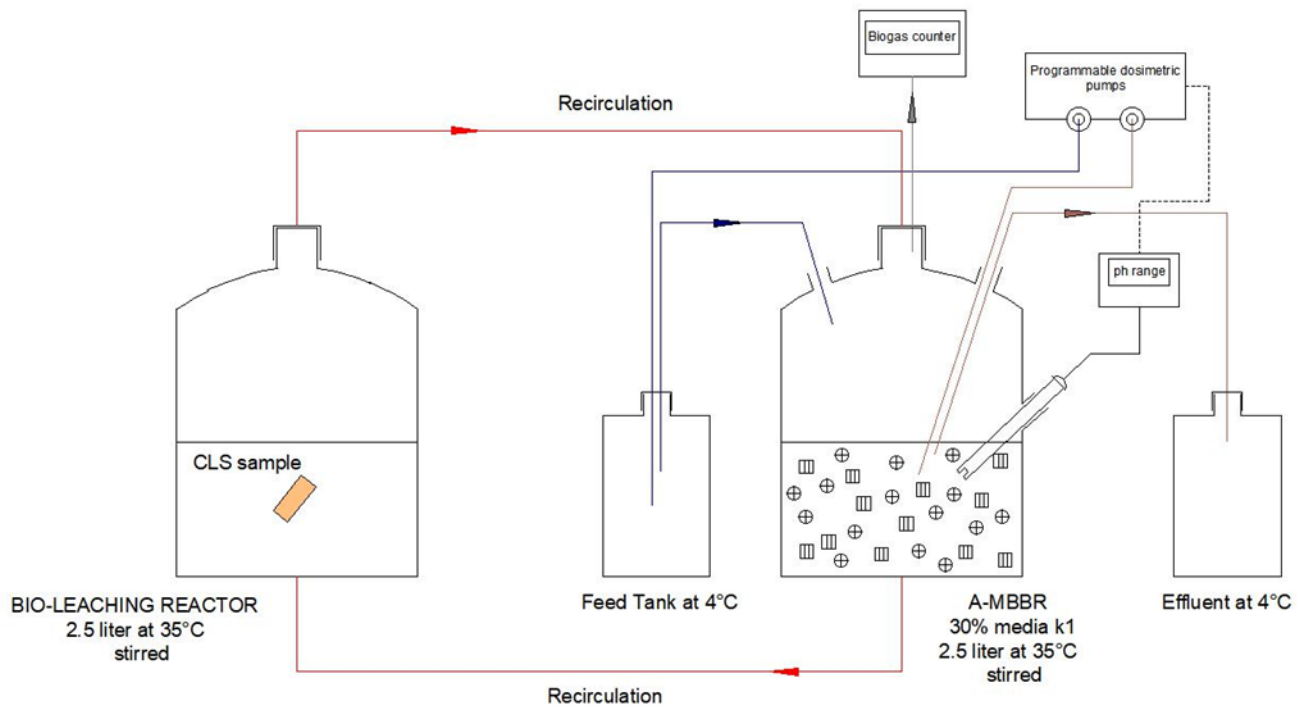 Biogas counter
Programmable dosimetric
pumps
Recirculation
ph range
CLS sample
BIO-LEACHING REACTOR
2.5 liter at 35°C
stirred
Feed Tank at 4°C
A-MBBR
30% media k1
2.5 liter at 35°C
stirred
Effluent at 4°C
Recirculation